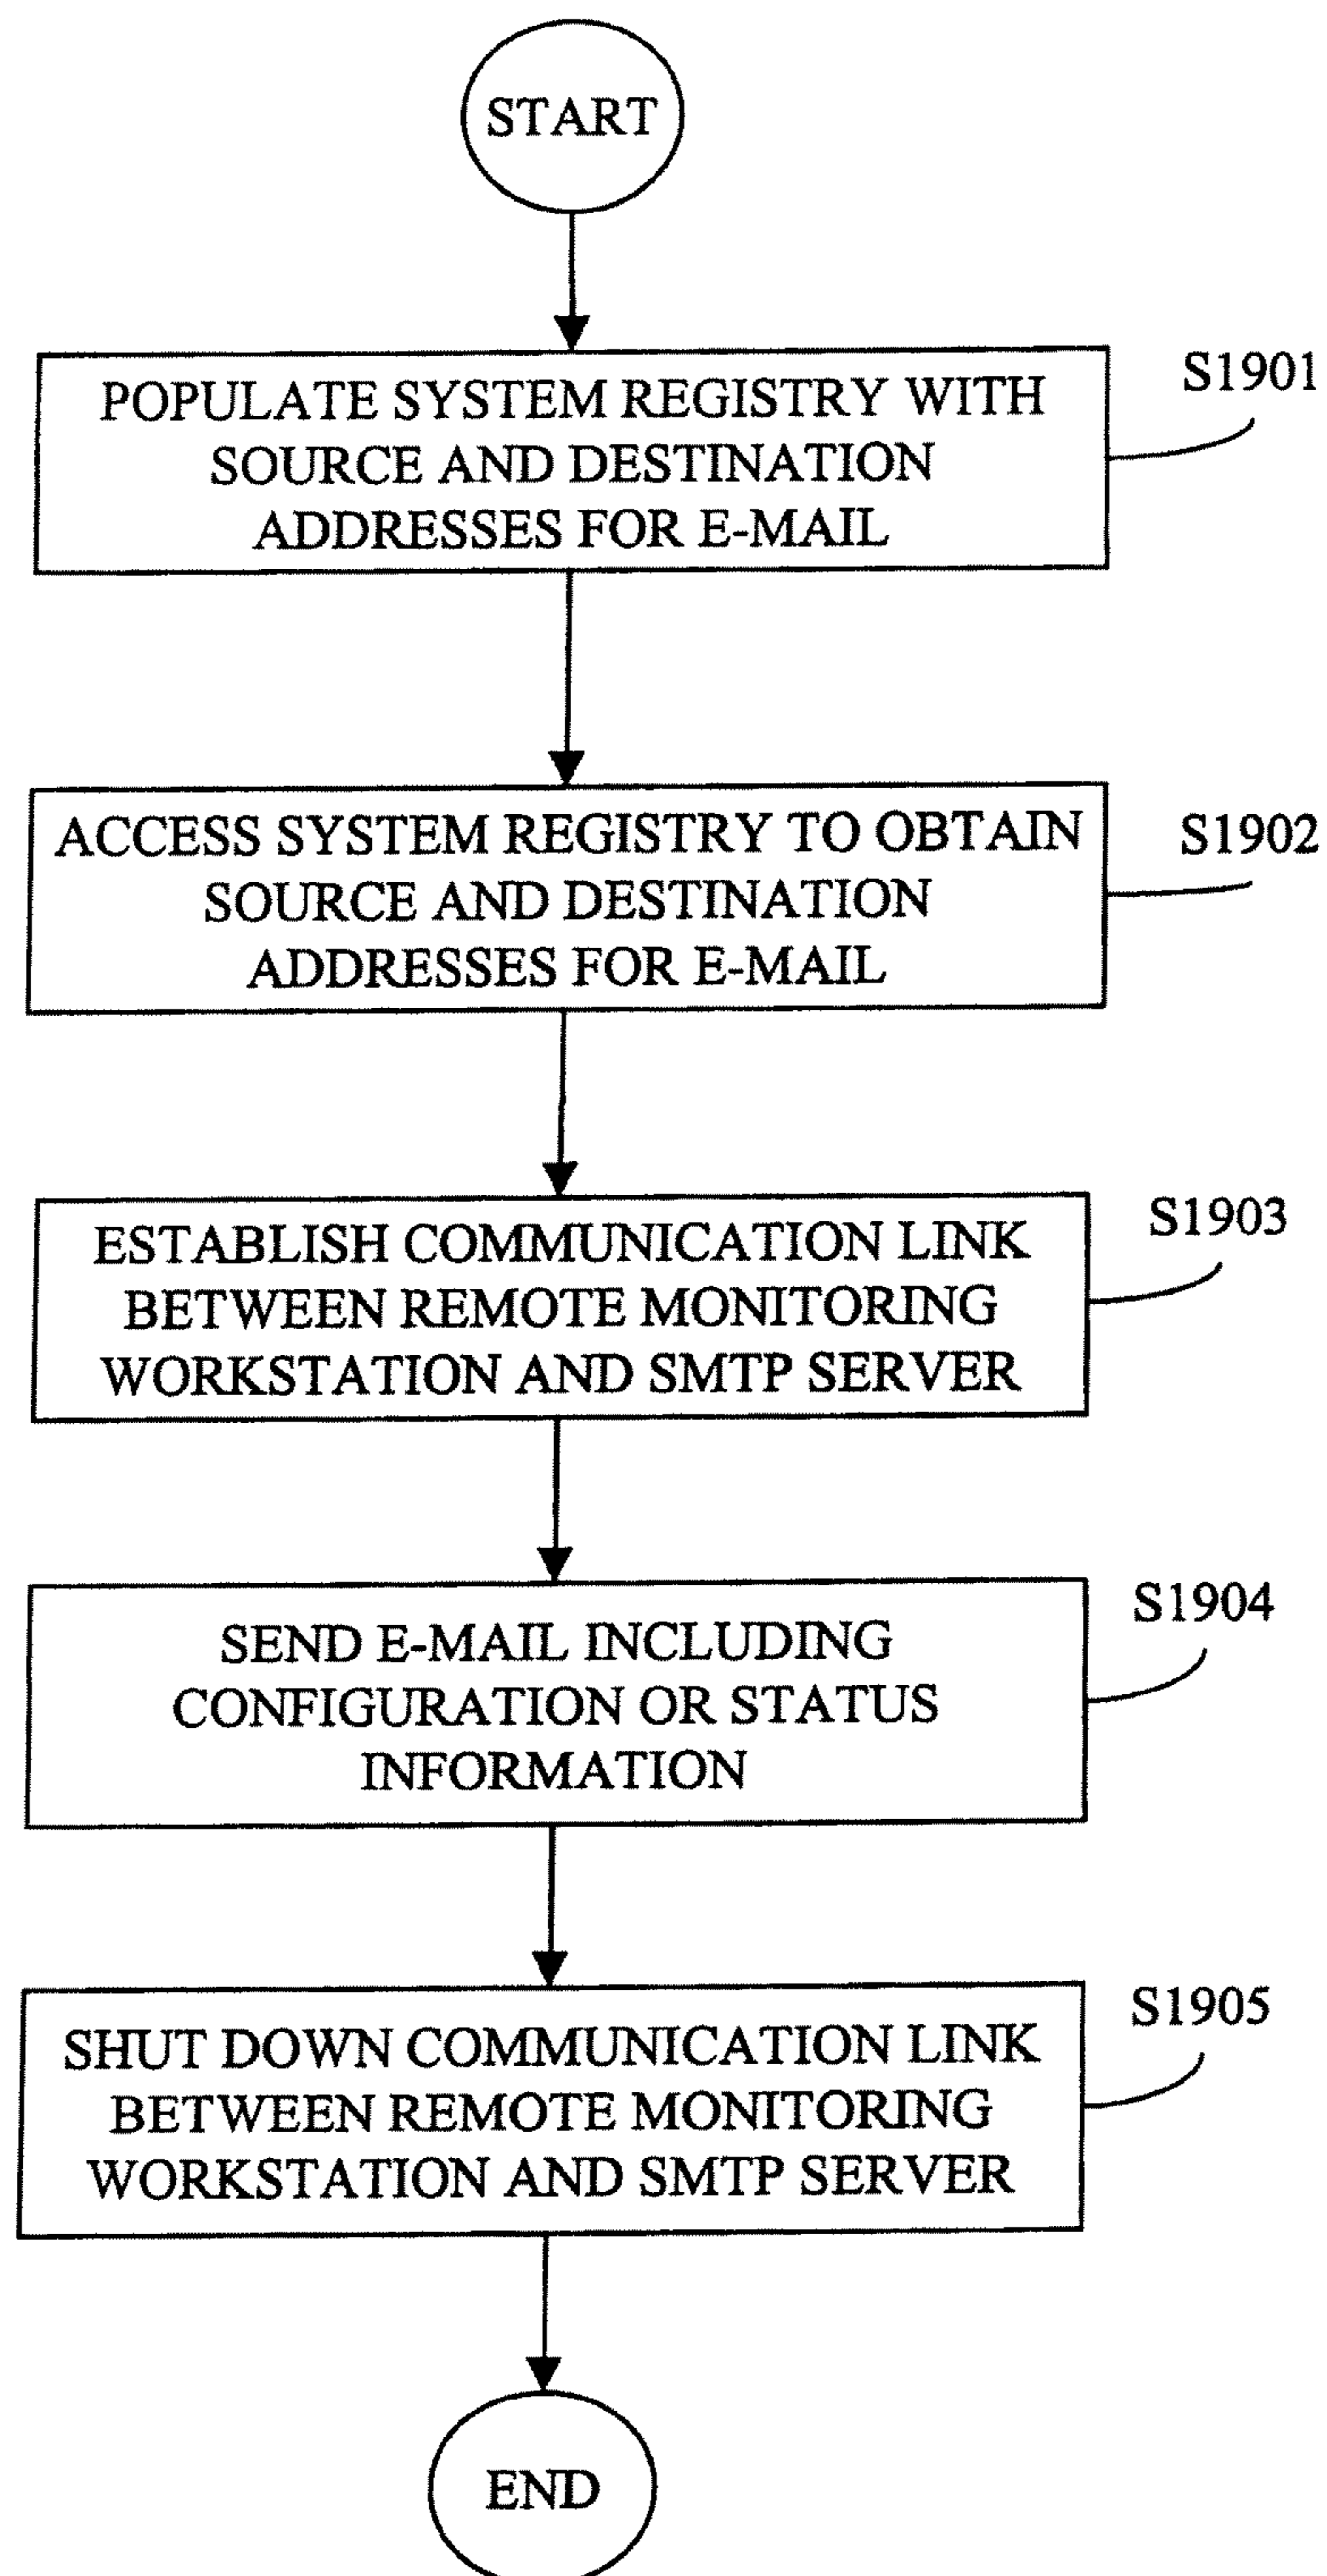 START
POPULATE SYSTEM REGISTRY WITH
SOURCE AND DESTINATION
ADDRESSES FOR E-MAIL
S1901
ACCESS SYSTEM REGISTRY TO OBTAIN
SOURCE AND DESTINATION
ADDRESSES FOR E-MAIL
S1902
ESTABLISH COMMUNICATION LINK
BETWEEN REMOTE MONITORING
WORKSTATION AND SMTP SERVER
S1903
SEND E-MAIL INCLUDING
CONFIGURATION OR STATUS
INFORMATION
S1904
SHUT DOWN COMMUNICATION LINK
BETWEEN REMOTE MONITORING
WORKSTATION AND SMTP SERVER
S1905
END